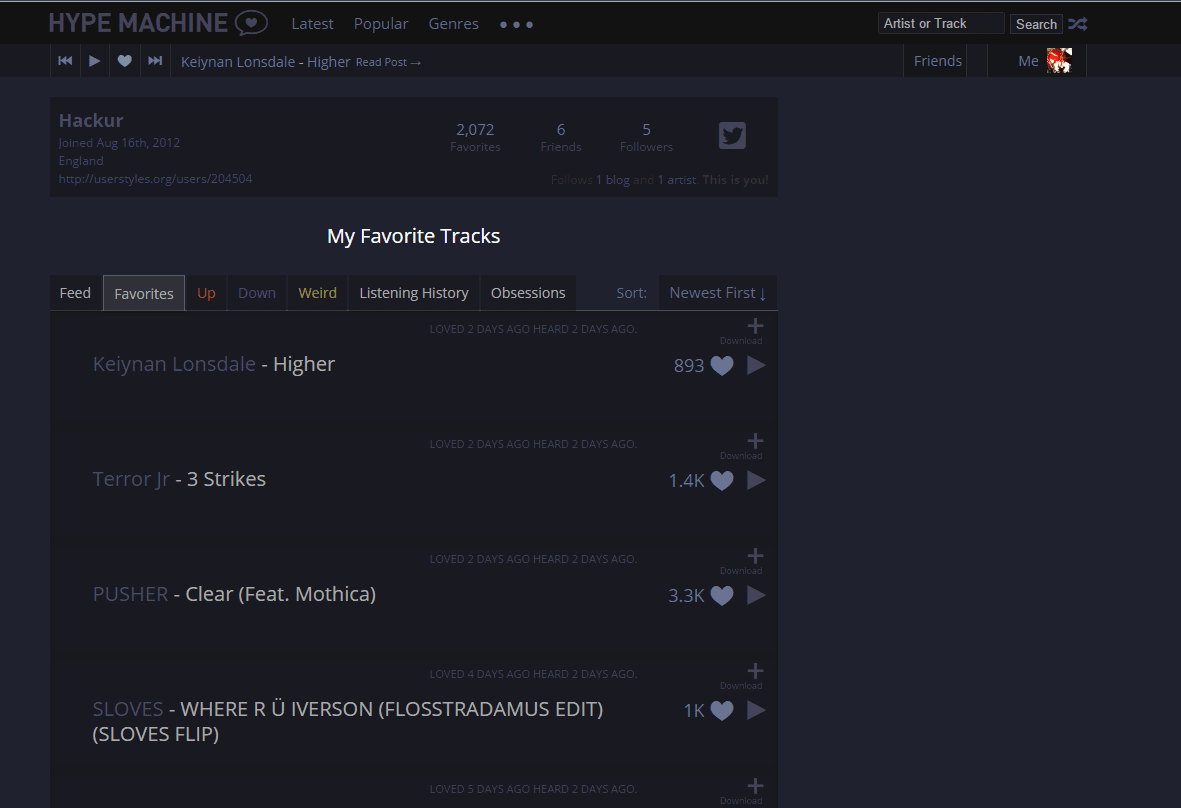 HYPE MACHINE Latest Popular Genres Artist or Track Search
Keiynan Lonsdale - Higher Read Post → Friends Me
Hackur
Joined Aug 16th, 2012
England
http://userstyles.org/users/204504
2,072 6 5
Favorites Friends Followers
Follows 1 blog and 1 artist This is you!
My Favorite Tracks
Feed Favorites Up Down Weird Listening History Obsessions Sort: Newest First ↓
LOVED 2 DAYS AGO HEARD 2 DAYS AGO.
Download
Keiynan Lonsdale - Higher 893
LOVED 2 DAYS AGO HEARD 2 DAYS AGO.
Download
Terror Jr - 3 Strikes 1.4K
LOVED 2 DAYS AGO HEARD 2 DAYS AGO.
Download
PUSHER - Clear (Feat. Mothica) 3.3K
LOVED 4 DAYS AGO HEARD 2 DAYS AGO.
Download
SLOVES - WHERE R Ü IVERSON (FLOSSTRADAMUS EDIT) 1K
(SLOVES FLIP)
LOVED 5 DAYS AGO HEARD 2 DAYS AGO.
Download